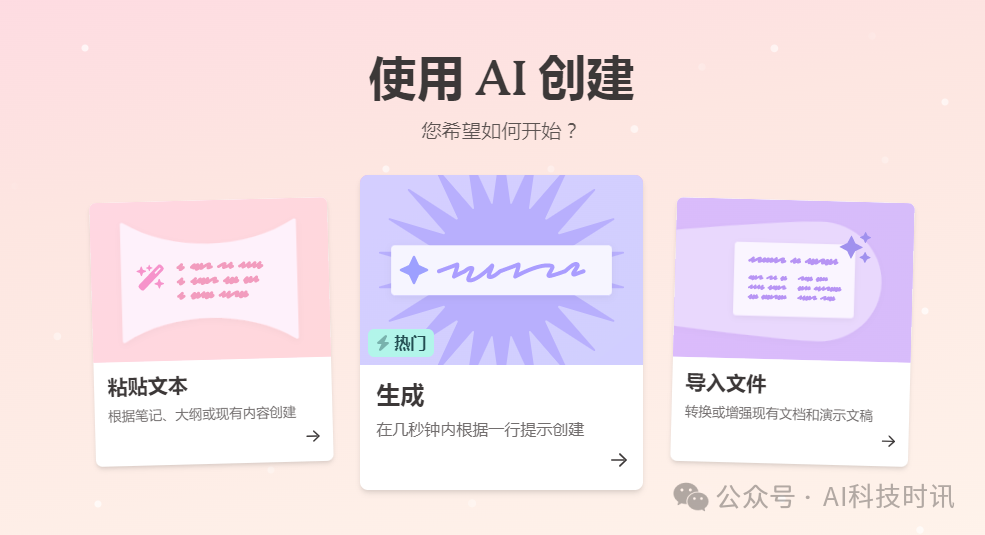 使用 AI 创建
您希望如何开始？
粘贴文本
根据笔记、大纲或现有内容创建
热门
生成
在几秒钟内根据一行提示创建
导入文件
转换或增强现有文档和演示文稿
公众号 · AI科技时讯